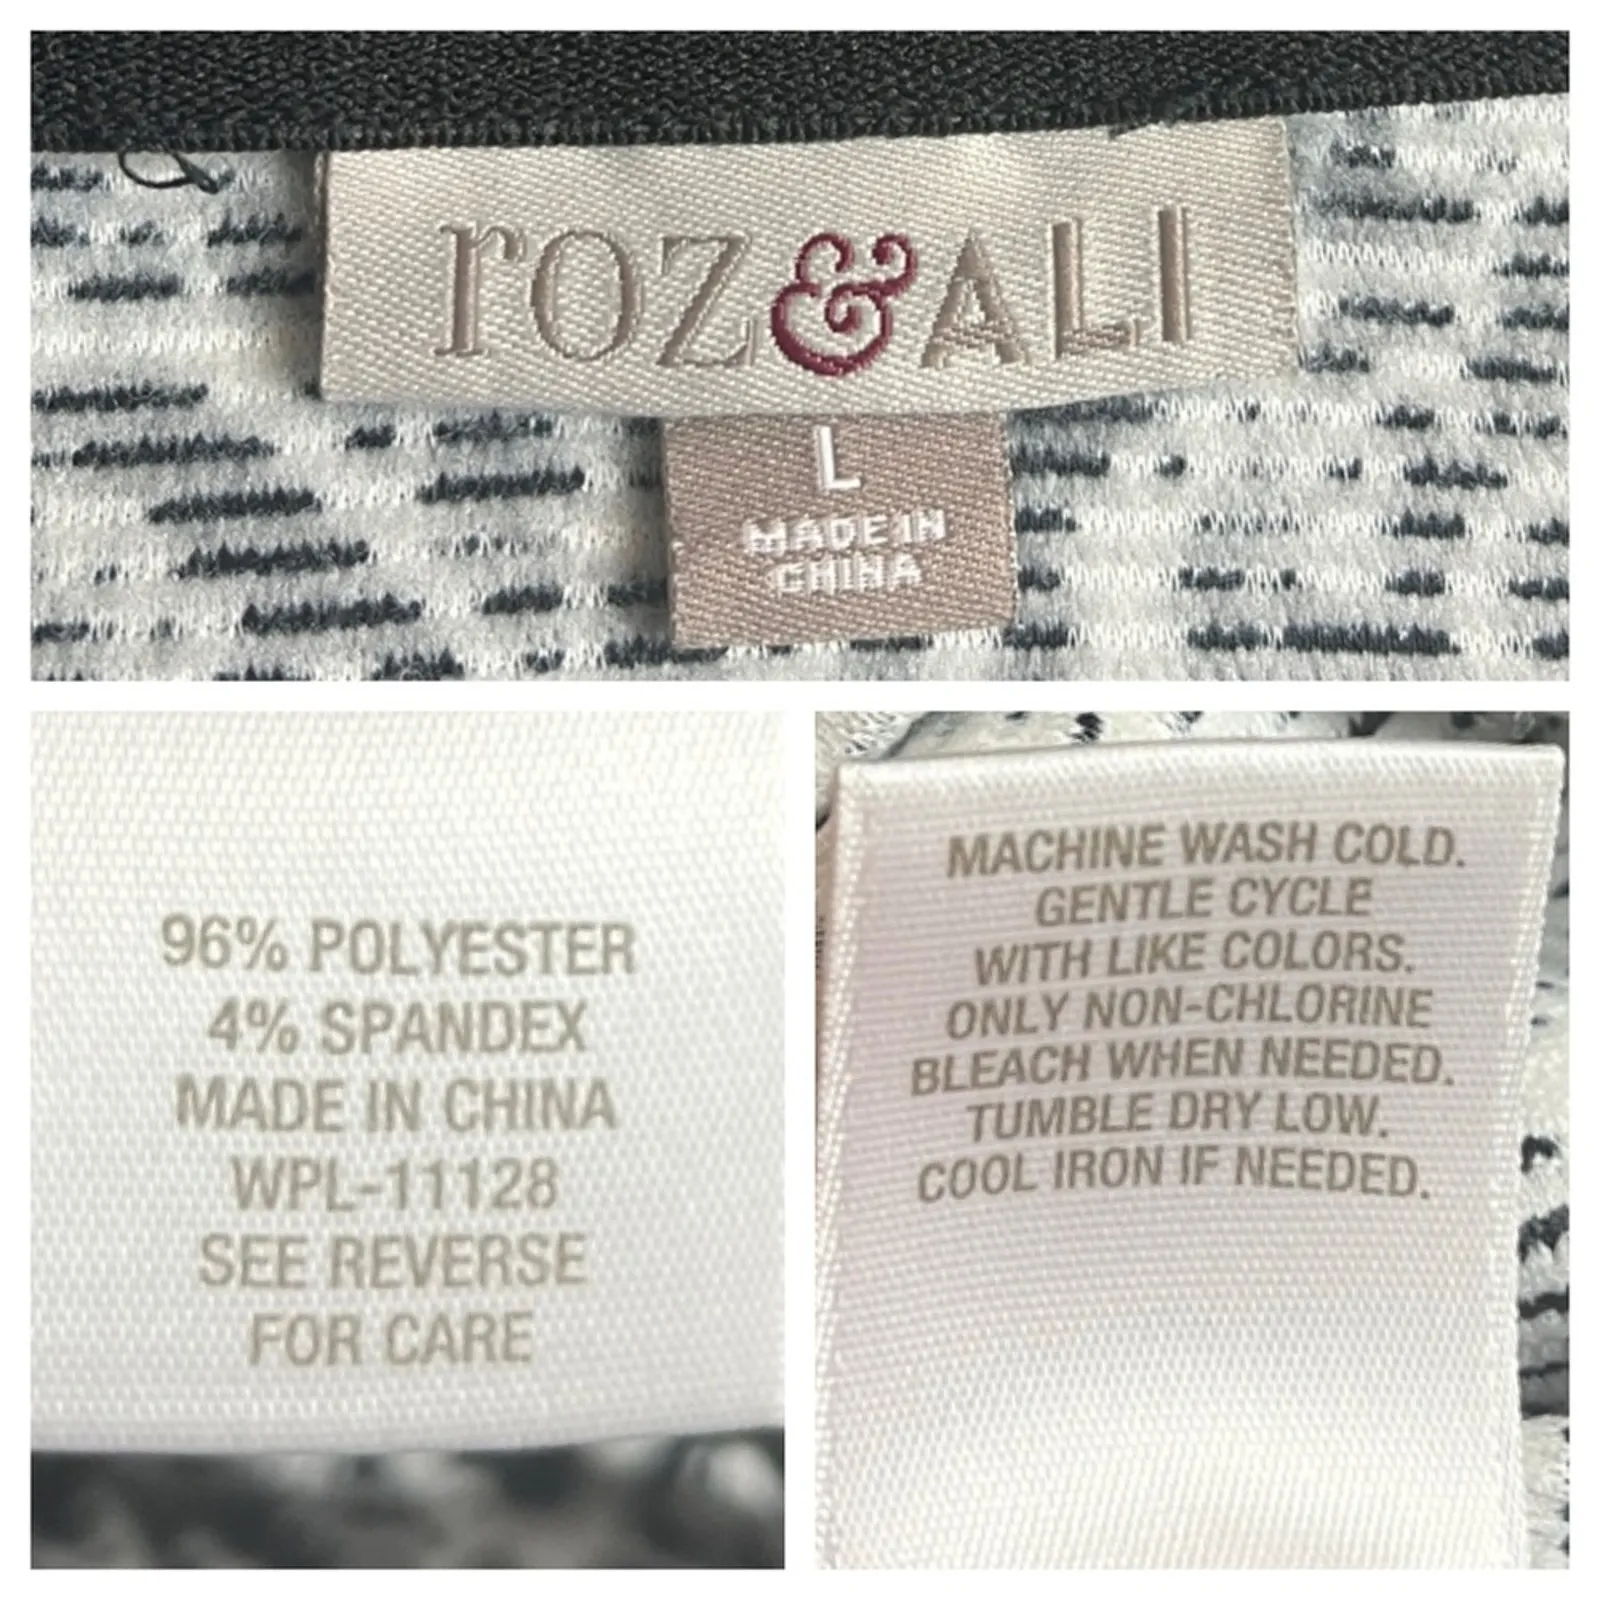 roz&ALI
L
MADE IN
CHINA
96% POLYESTER
4% SPANDEX
MADE IN CHINA
WPL-11128
SEE REVERSE
FOR CARE
MACHINE WASH COLD.
GENTLE CYCLE
WITH LIKE COLORS.
ONLY NON-CHLORINE
BLEACH WHEN NEEDED.
TUMBLE DRY LOW.
COOL IRON IF NEEDED.